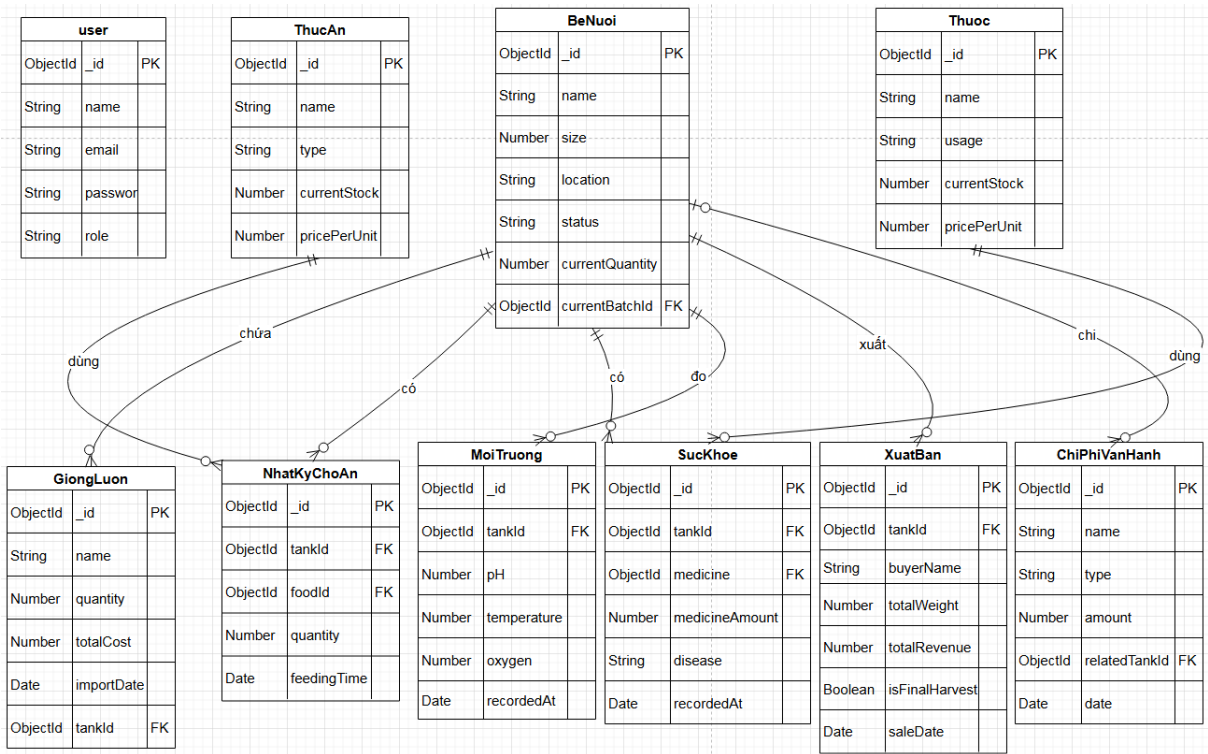 user
ObjectId _id PK
String name
String email
String passwor
String role
ThucAn
ObjectId _id PK
String name
String type
Number currentStock
Number pricePerUnit
BeNuoi
ObjectId _id PK
String name
Number size
String location
String status
Number currentQuantity
ObjectId currentBatchId FK
Thuoc
ObjectId _id PK
String name
String usage
Number currentStock
Number pricePerUnit
dùng
chứa
có
có
đo
xuất
chi
dùng
GiongLuon
ObjectId _id PK
String name
Number quantity
Number totalCost
Date importDate
ObjectId tankId FK
NhatKyChoAn
ObjectId _id PK
ObjectId tankId FK
ObjectId foodId FK
Number quantity
Date feedingTime
MoiTruong
ObjectId _id PK
ObjectId tankId FK
Number pH
Number temperature
Number oxygen
Date recordedAt
SucKhoe
ObjectId _id PK
ObjectId tankId FK
ObjectId medicine FK
Number medicineAmount
String disease
Date recordedAt
XuatBan
ObjectId _id PK
ObjectId tankId FK
String buyerName
Number totalWeight
Number totalRevenue
Boolean isFinalHarvest
Date saleDate
ChiPhiVanHanh
ObjectId _id PK
String name
String type
Number amount
ObjectId relatedTankId FK
Date date